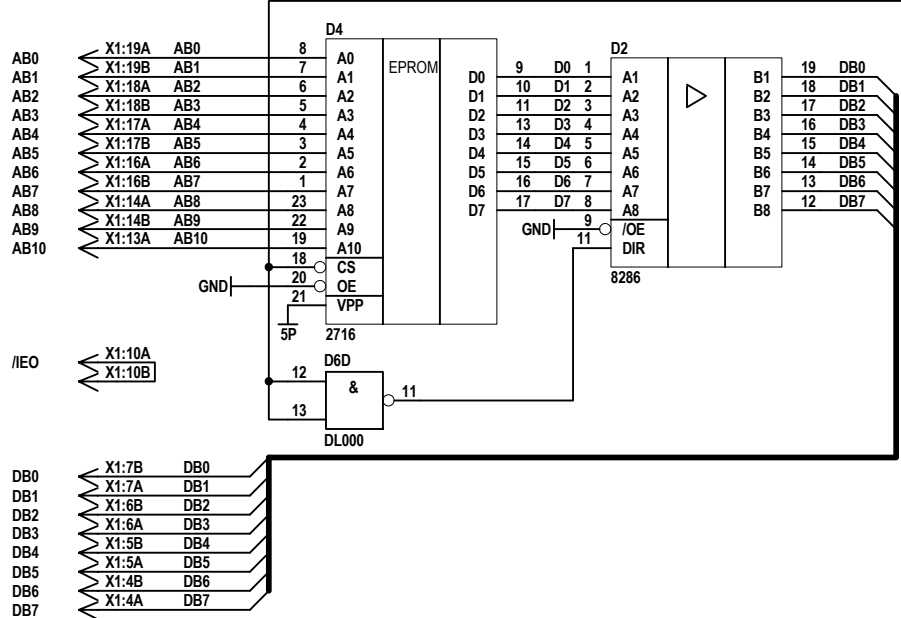 D4
D2
AB0 X1:19A AB0 8 A0 EPROM
AB1 X1:19B AB1 7 A1 D0 9 D0 1 A1 B1 19 DB0
AB2 X1:18A AB2 6 A2 D1 10 D1 2 A2 B2 18 DB1
AB3 X1:18B AB3 5 A3 D2 11 D2 3 A3 B3 17 DB2
AB4 X1:17A AB4 4 A4 D3 13 D3 4 A4 B4 16 DB3
AB5 X1:17B AB5 3 A5 D4 14 D4 5 A5 B5 15 DB4
AB6 X1:16A AB6 2 A6 D5 15 D5 6 A6 B6 14 DB5
AB7 X1:16B AB7 1 A7 D6 16 D6 7 A7 B7 13 DB6
AB8 X1:14A AB8 23 A8 D7 17 D7 8 A8 B8 12 DB7
AB9 X1:14B AB9 22 A9 GND 9 /OE
AB10 X1:13A AB10 19 A10 11 DIR
18 CS
GND 20 OE 8286
21 VPP
5P 2716
/IEO X1:10A D6D
X1:10B 12 & 11
13
DL000
DB0 X1:7B DB0
DB1 X1:7A DB1
DB2 X1:6B DB2
DB3 X1:6A DB3
DB4 X1:5B DB4
DB5 X1:5A DB5
DB6 X1:4B DB6
DB7 X1:4A DB7